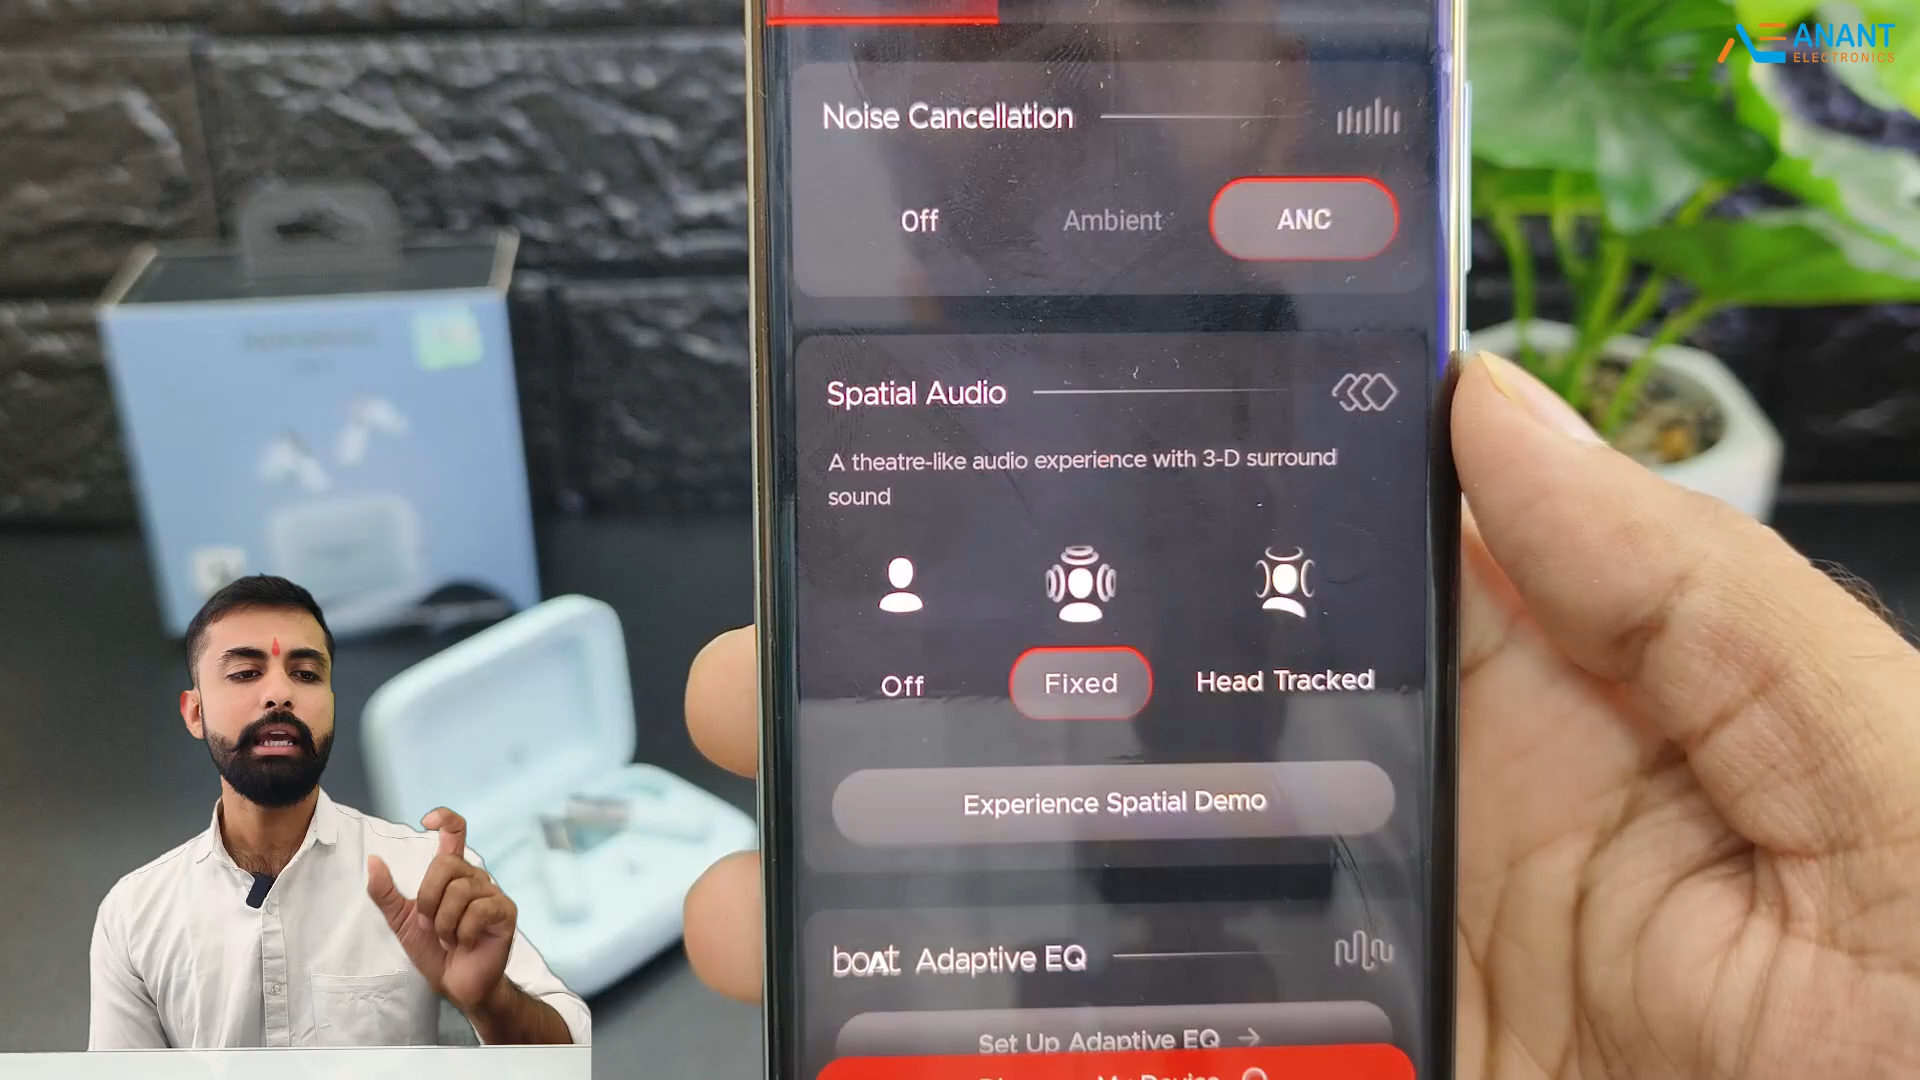 ANANT
ELECTRONICS
Noise Cancellation
Off
Ambient
ANC
Spatial Audio
A theatre-like audio experience with 3-D surround
sound
Off
Fixed
Head Tracked
Experience Spatial Demo
boAt Adaptive EQ
Set Up Adaptive EQ →